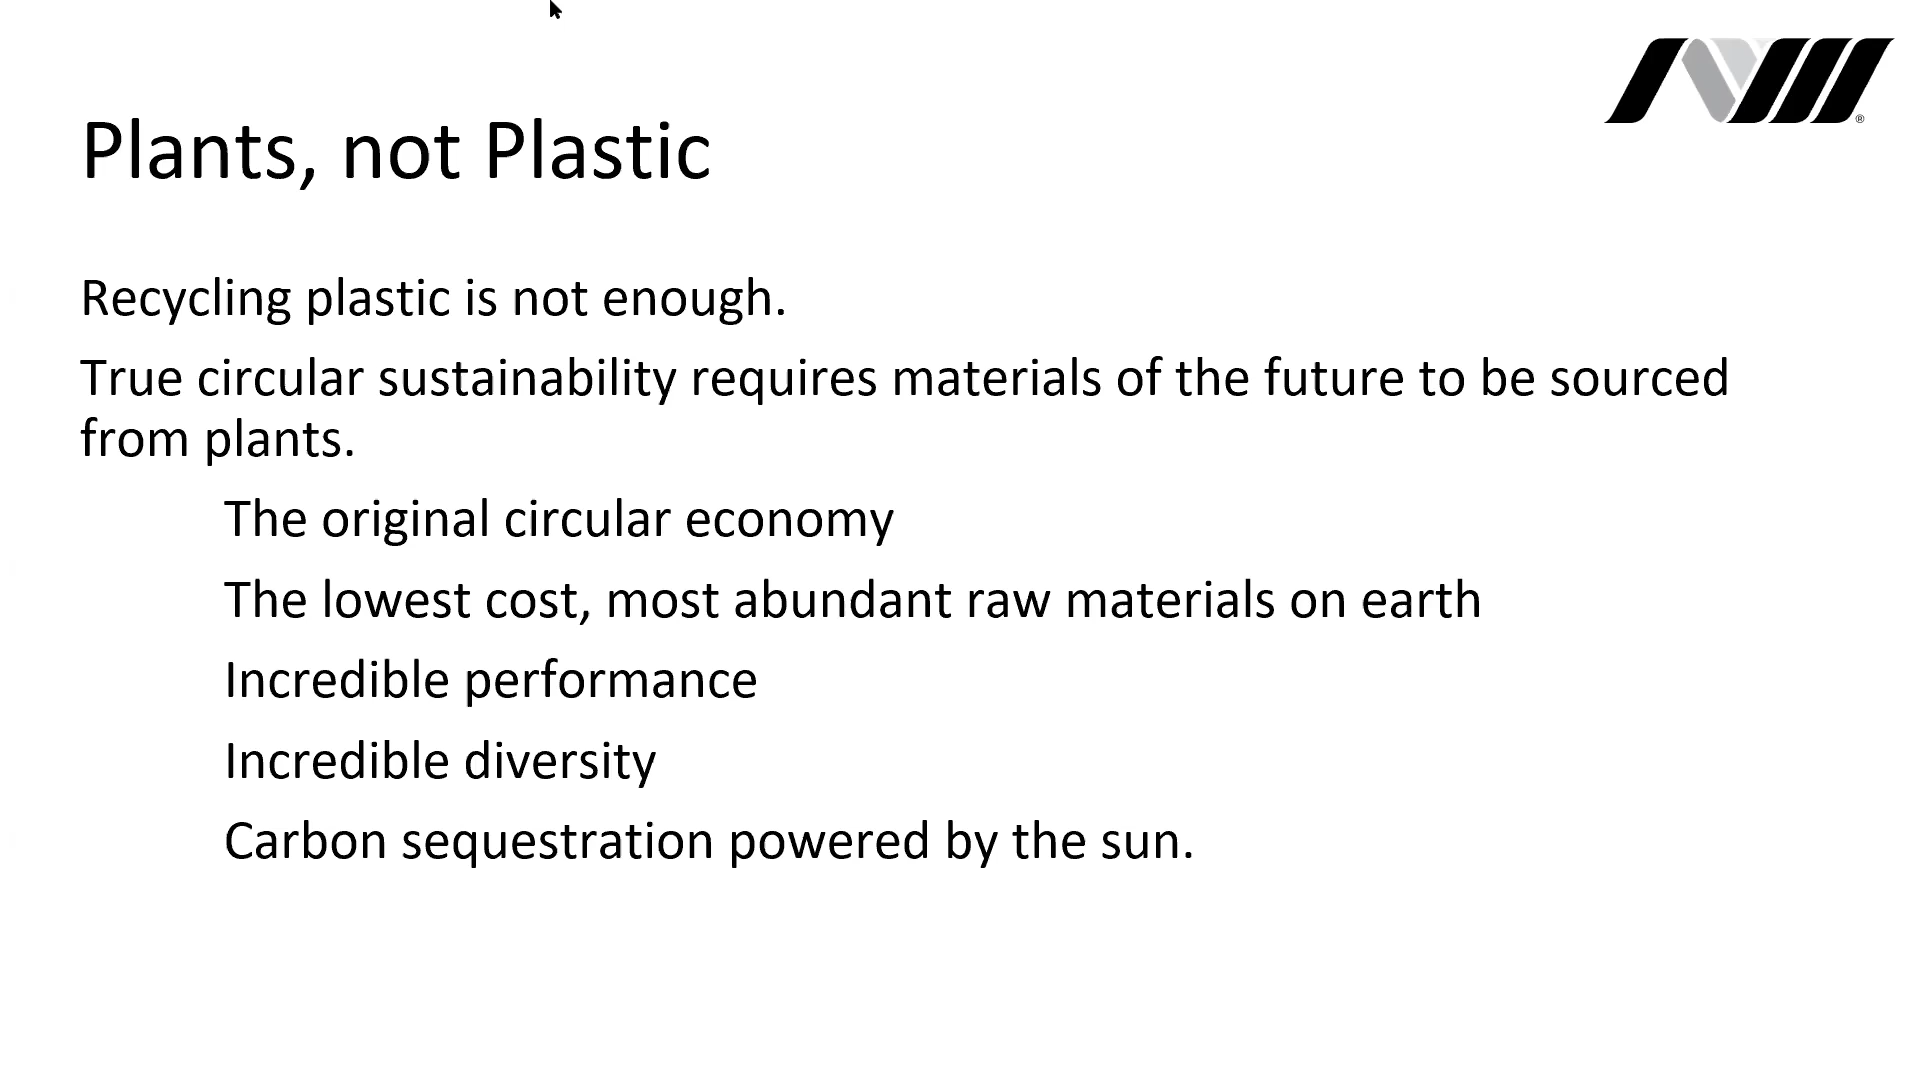 Plants, not Plastic
Recycling plastic is not enough.
True circular sustainability requires materials of the future to be sourced
from plants.
The original circular economy
The lowest cost, most abundant raw materials on earth
Incredible performance
Incredible diversity
Carbon sequestration powered by the sun.
®